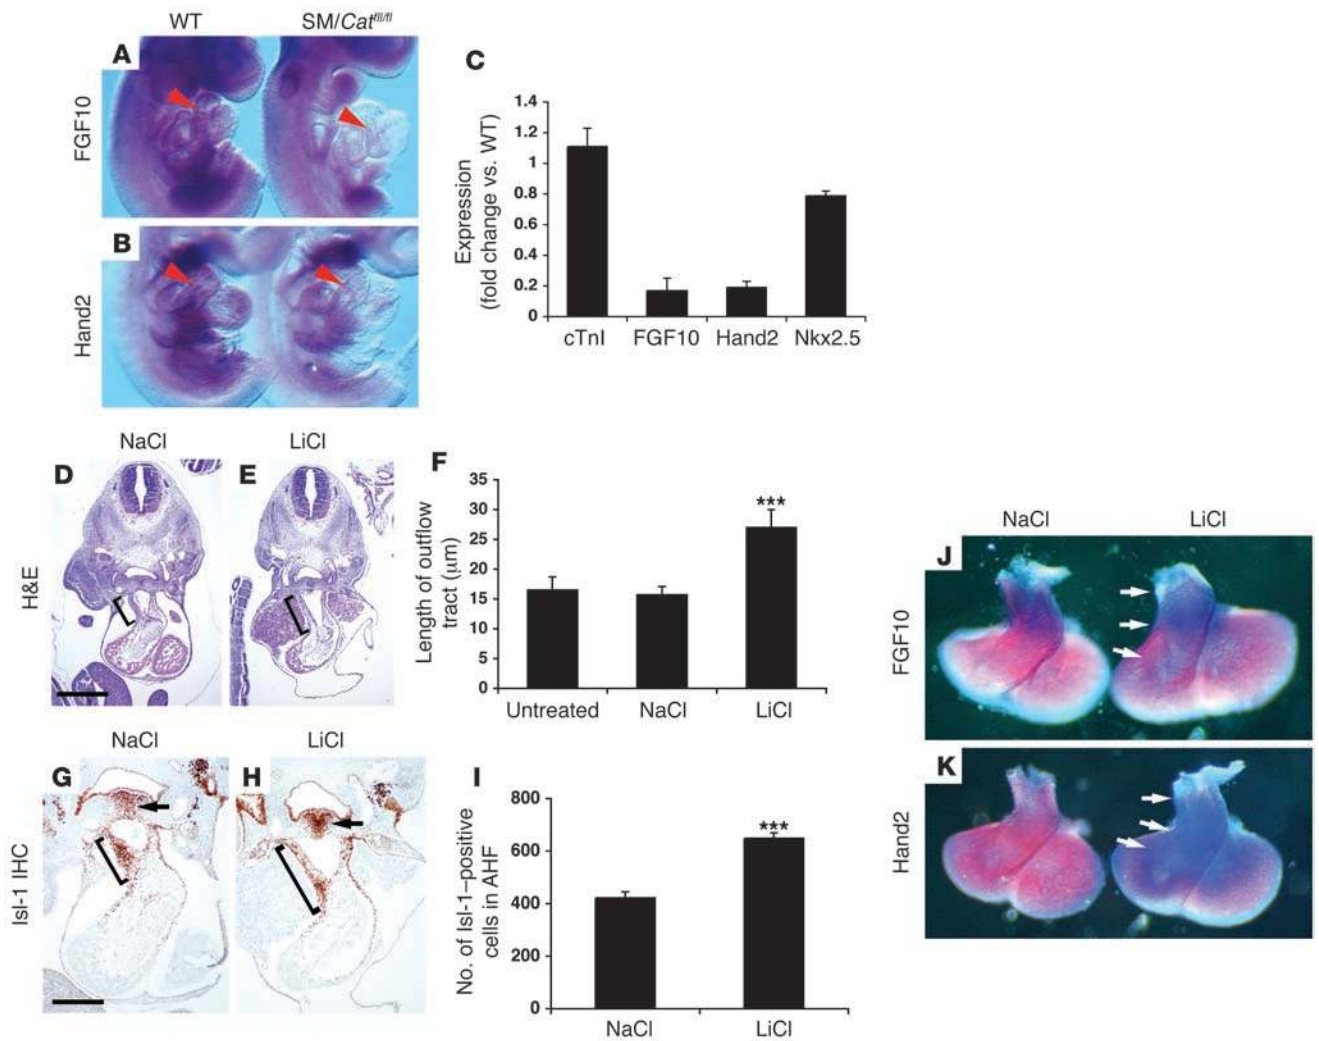 WT SM/Cat^fll/fl
A
FGF10
B
Hand2
C
Expression
(fold change vs. WT)
1.4
1.2
1
0.8
0.6
0.4
0.2
0
cTnI FGF10 Hand2 Nkx2.5
NaCl LiCl
D E
H&E
F
Length of outflow
tract (μm)
35
30
25
20
15
10
5
0
***
Untreated NaCl LiCl
NaCl LiCl
G H
Isl-1 IHC
I
No. of Isl-1–positive
cells in AHF
800
600
400
200
0
***
NaCl LiCl
NaCl LiCl
J
FGF10
K
Hand2